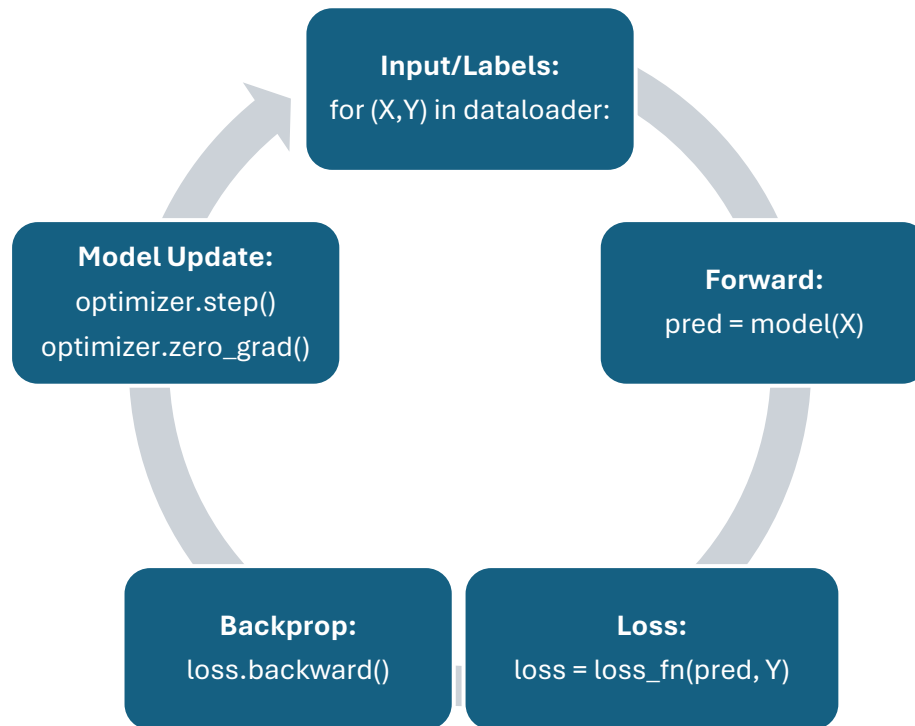 Input/Labels:
for (X,Y) in dataloader:
Forward:
pred = model(X)
Loss:
loss = loss_fn(pred, Y)
Backprop:
loss.backward()
Model Update:
optimizer.step()
optimizer.zero_grad()